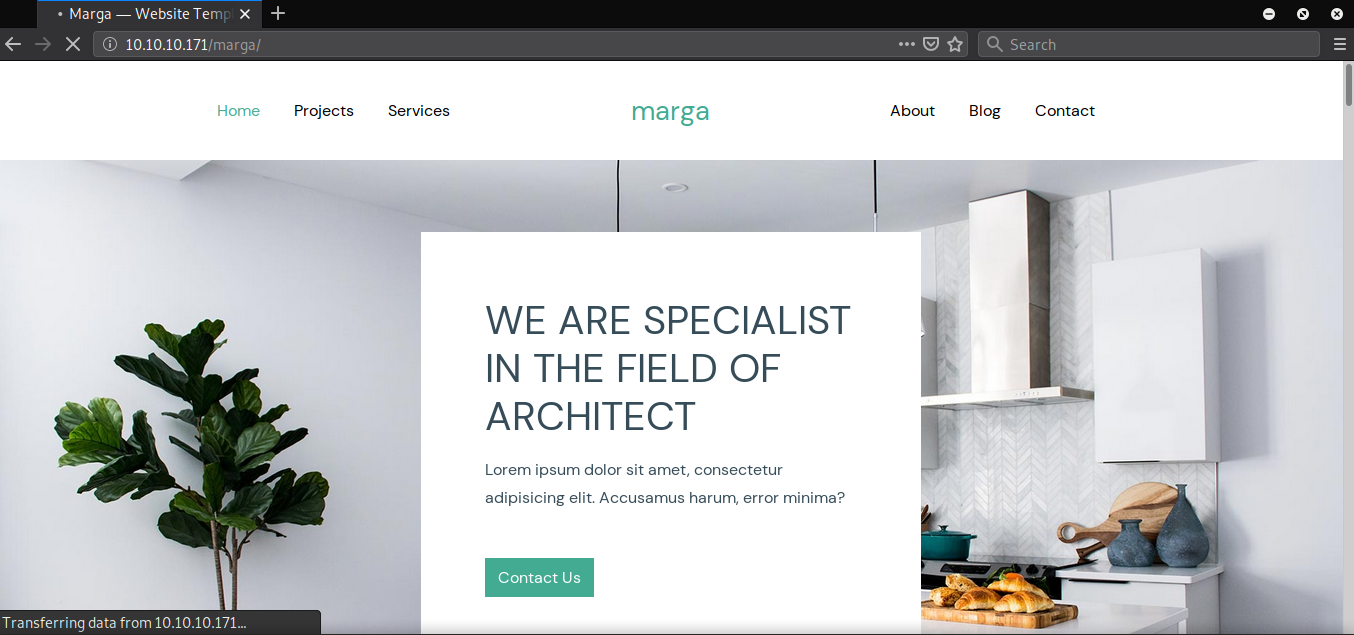 Marga — Website Temp
10.10.10.171/marga/
Search
Home Projects Services marga About Blog Contact
WE ARE SPECIALIST
IN THE FIELD OF
ARCHITECT
Lorem ipsum dolor sit amet, consectetur
adipisicing elit. Accusamus harum, error minima?
Contact Us
Transferring data from 10.10.10.171...